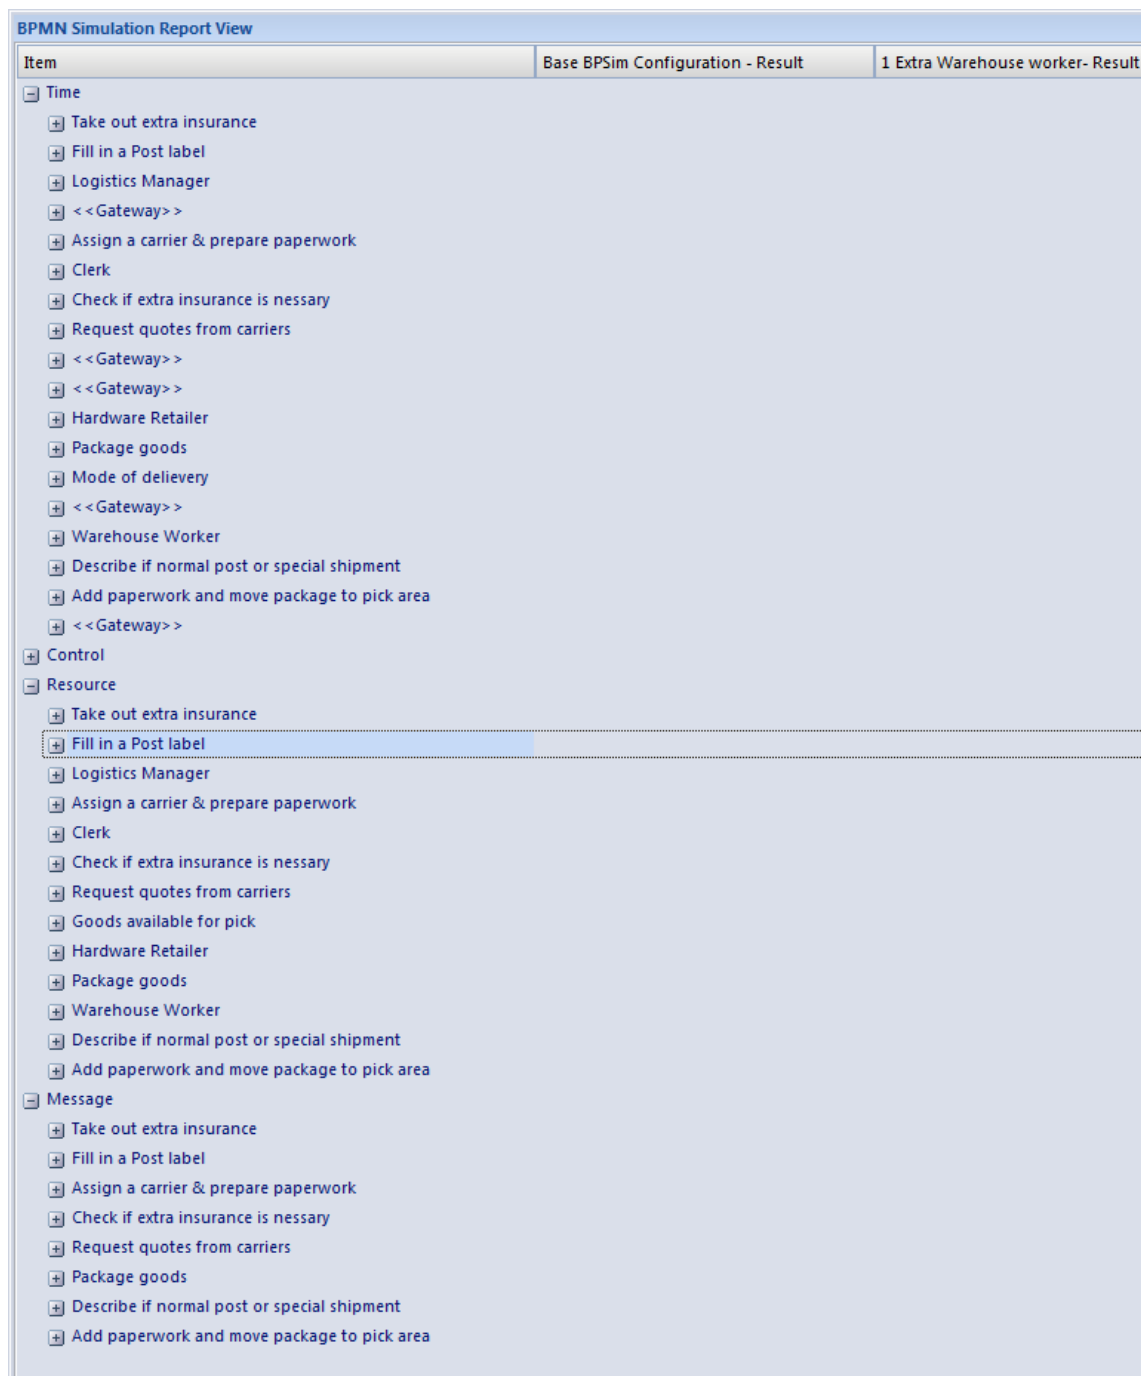 BPMN Simulation Report View
Item Base BPSim Configuration - Result 1 Extra Warehouse worker- Result
Time
Take out extra insurance
Fill in a Post label
Logistics Manager
<<Gateway>>
Assign a carrier & prepare paperwork
Clerk
Check if extra insurance is nessary
Request quotes from carriers
<<Gateway>>
<<Gateway>>
Hardware Retailer
Package goods
Mode of delievery
<<Gateway>>
Warehouse Worker
Describe if normal post or special shipment
Add paperwork and move package to pick area
<<Gateway>>
Control
Resource
Take out extra insurance
Fill in a Post label
Logistics Manager
Assign a carrier & prepare paperwork
Clerk
Check if extra insurance is nessary
Request quotes from carriers
Goods available for pick
Hardware Retailer
Package goods
Warehouse Worker
Describe if normal post or special shipment
Add paperwork and move package to pick area
Message
Take out extra insurance
Fill in a Post label
Assign a carrier & prepare paperwork
Check if extra insurance is nessary
Request quotes from carriers
Package goods
Describe if normal post or special shipment
Add paperwork and move package to pick area